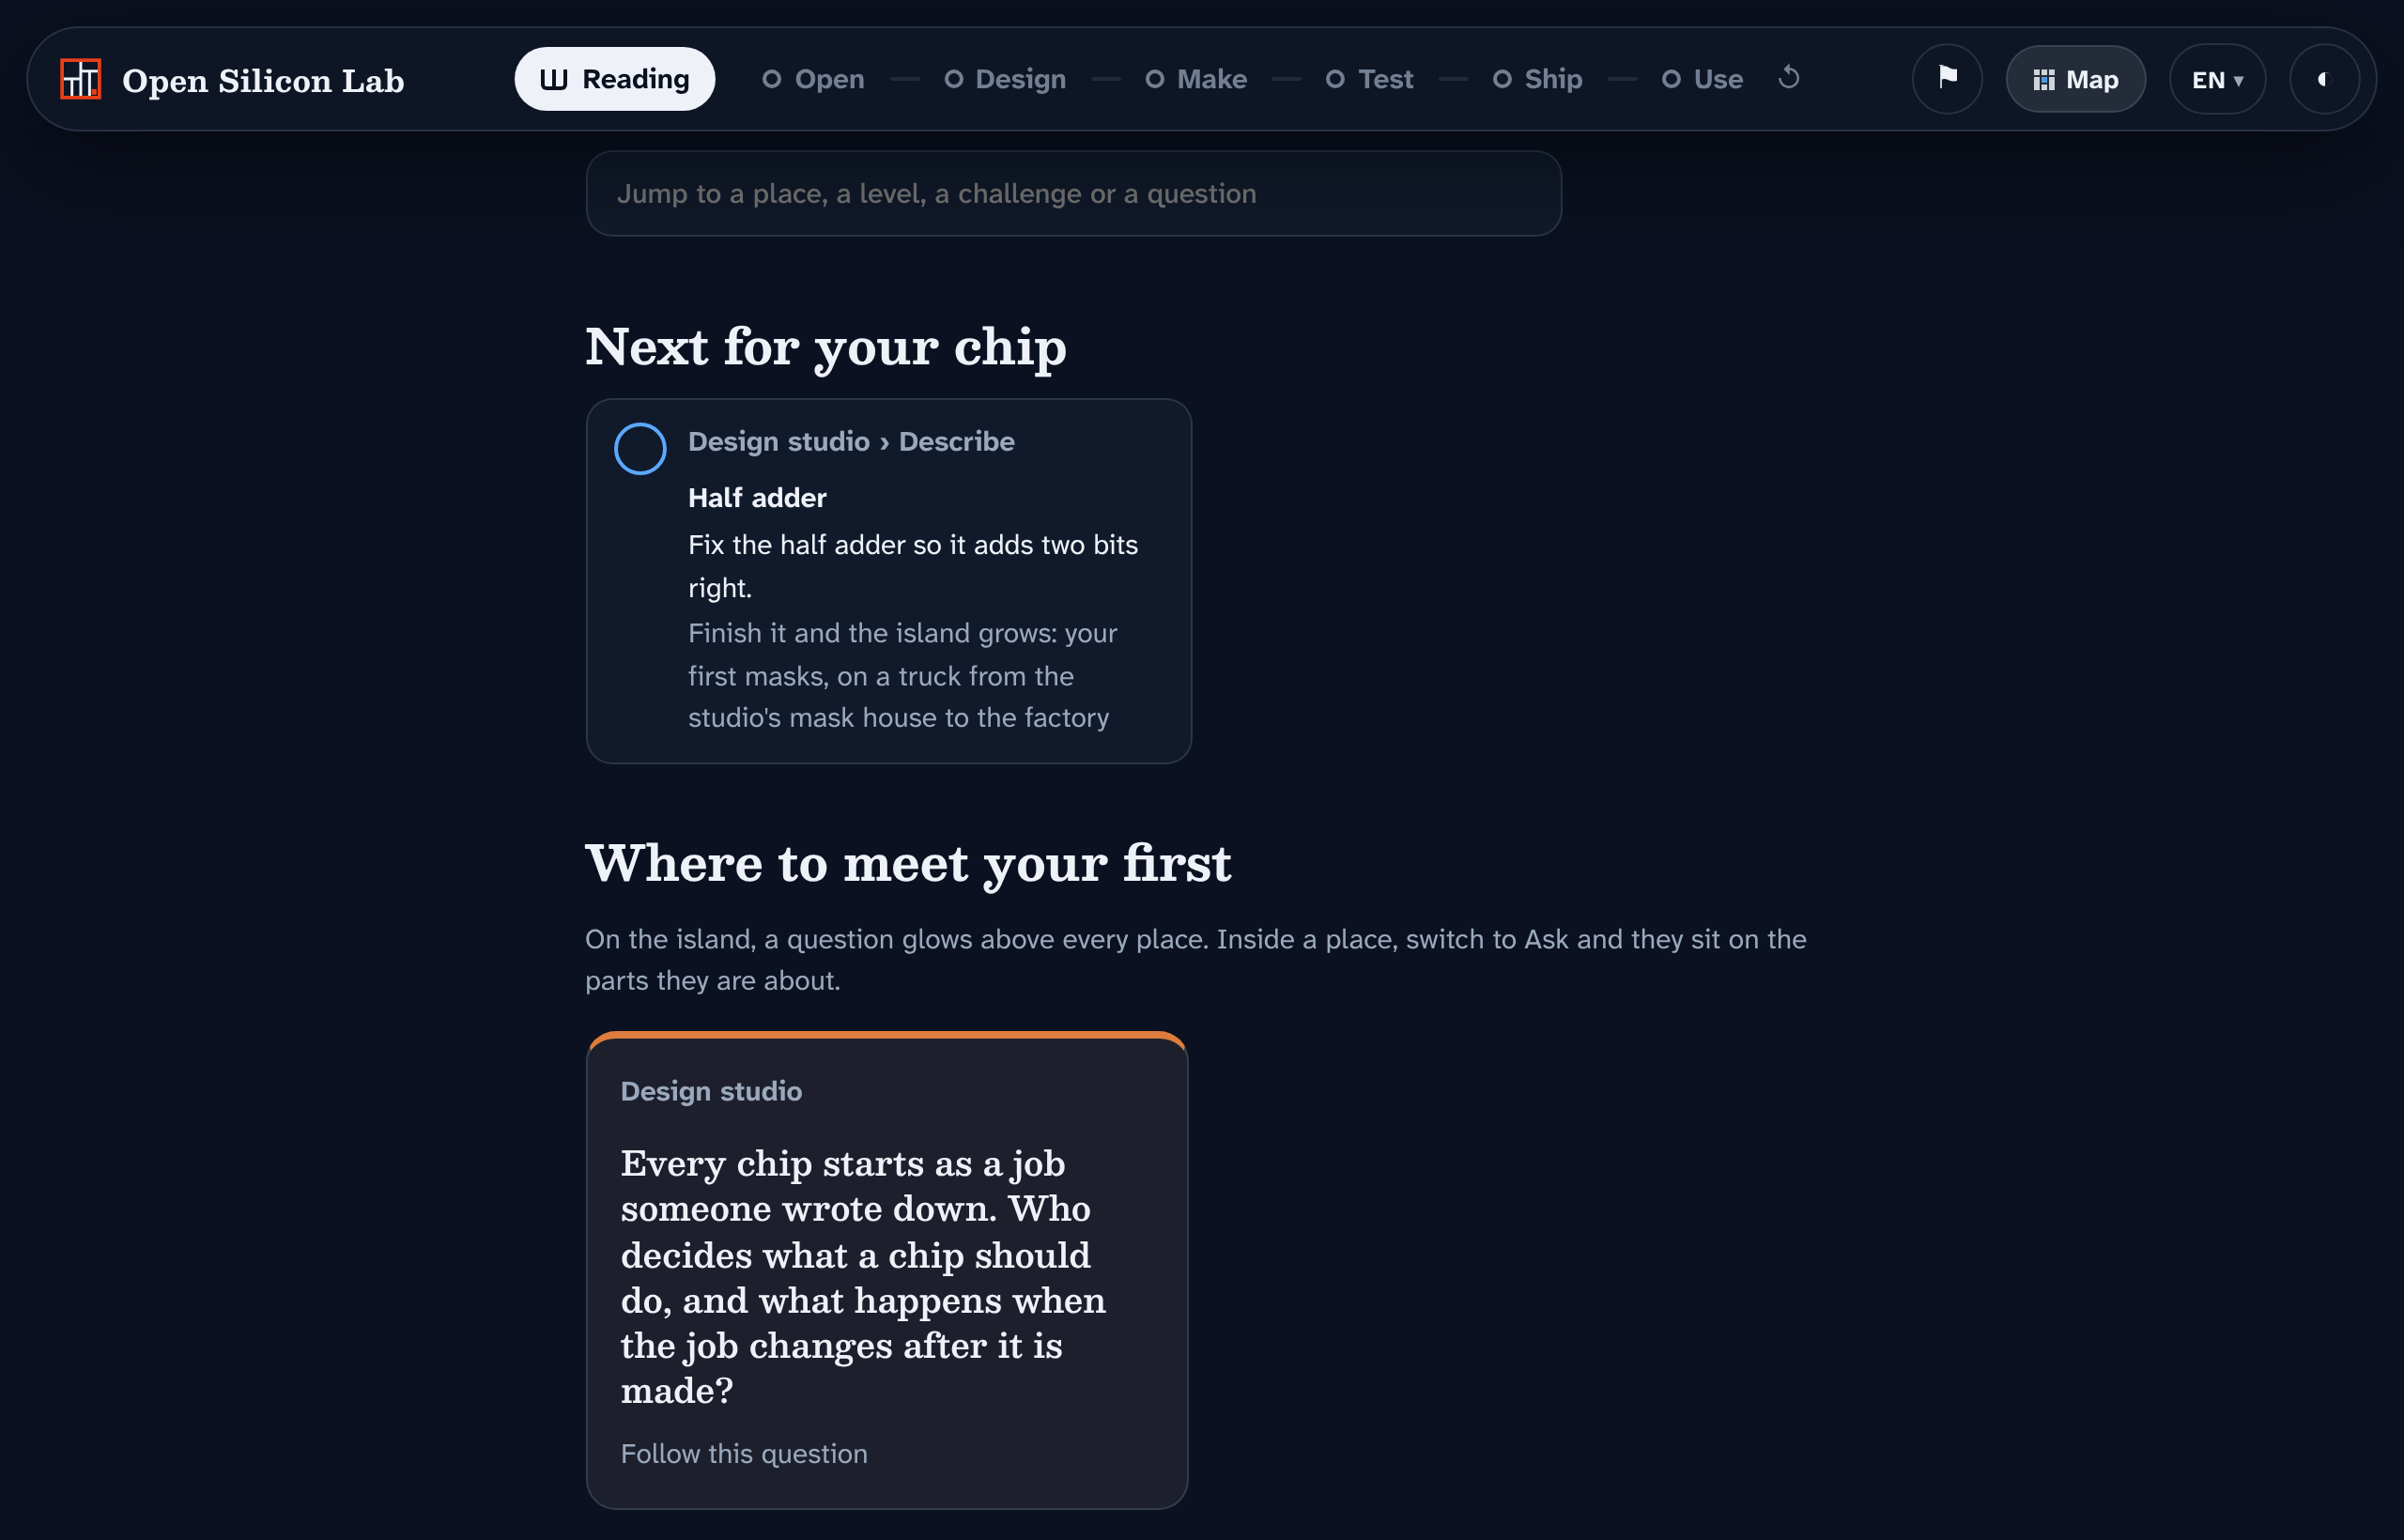 Open Silicon Lab
Reading
Open
Design
Make
Test
Ship
Use
Map
EN
Jump to a place, a level, a challenge or a question
Next for your chip
Design studio › Describe
Half adder
Fix the half adder so it adds two bits
right.
Finish it and the island grows: your
first masks, on a truck from the
studio's mask house to the factory
Where to meet your first
On the island, a question glows above every place. Inside a place, switch to Ask and they sit on the
parts they are about.
Design studio
Every chip starts as a job
someone wrote down. Who
decides what a chip should
do, and what happens when
the job changes after it is
made?
Follow this question